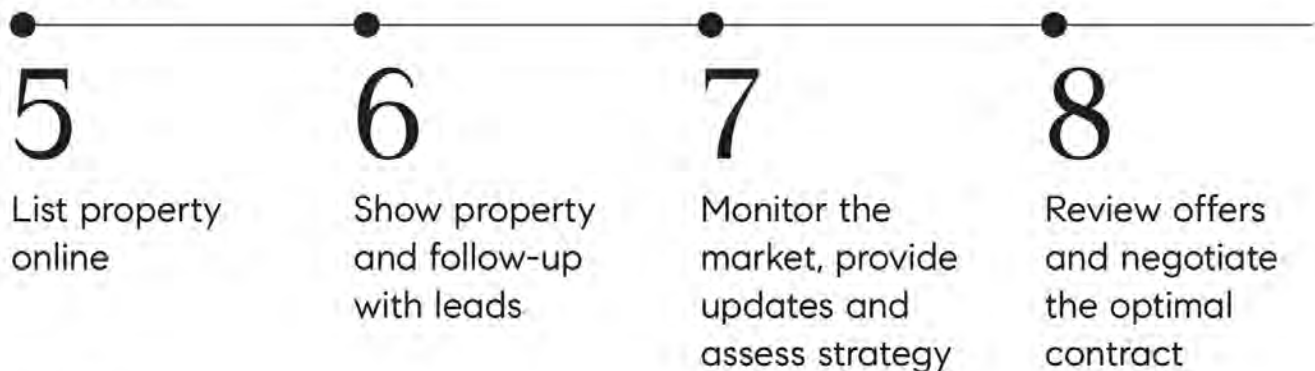 5
List property
online
6
Show property
and follow-up
with leads
7
Monitor the
market, provide
updates and
assess strategy
8
Review offers
and negotiate
the optimal
contract